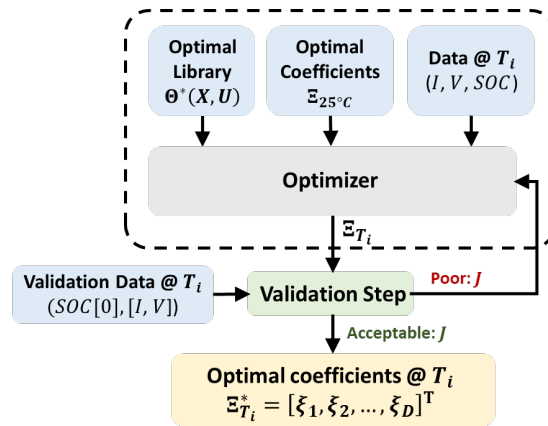 Optimal
Library
Θ*(X, U)
Optimal
Coefficients
Ξ25°C
Data @ Ti
(I, V, SOC)
Optimizer
ΞTi
Validation Data @ Ti
(SOC[0], [I, V])
Validation Step
Poor: J
Acceptable: J
Optimal coefficients @ Ti
Ξ*Ti = [ξ1, ξ2, ..., ξD]T